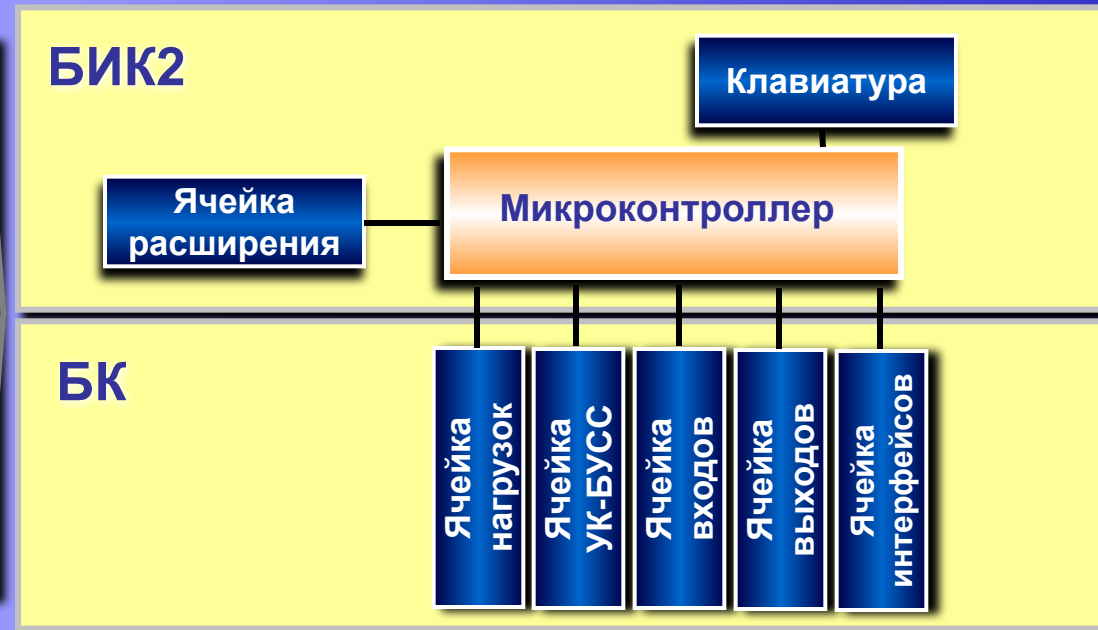 БИК2
Клавиатура
Ячейка
расширения
Микроконтроллер
БК
Ячейка
нагрузок
Ячейка
УК-БУСС
Ячейка
входов
Ячейка
выходов
Ячейка
интерфейсов